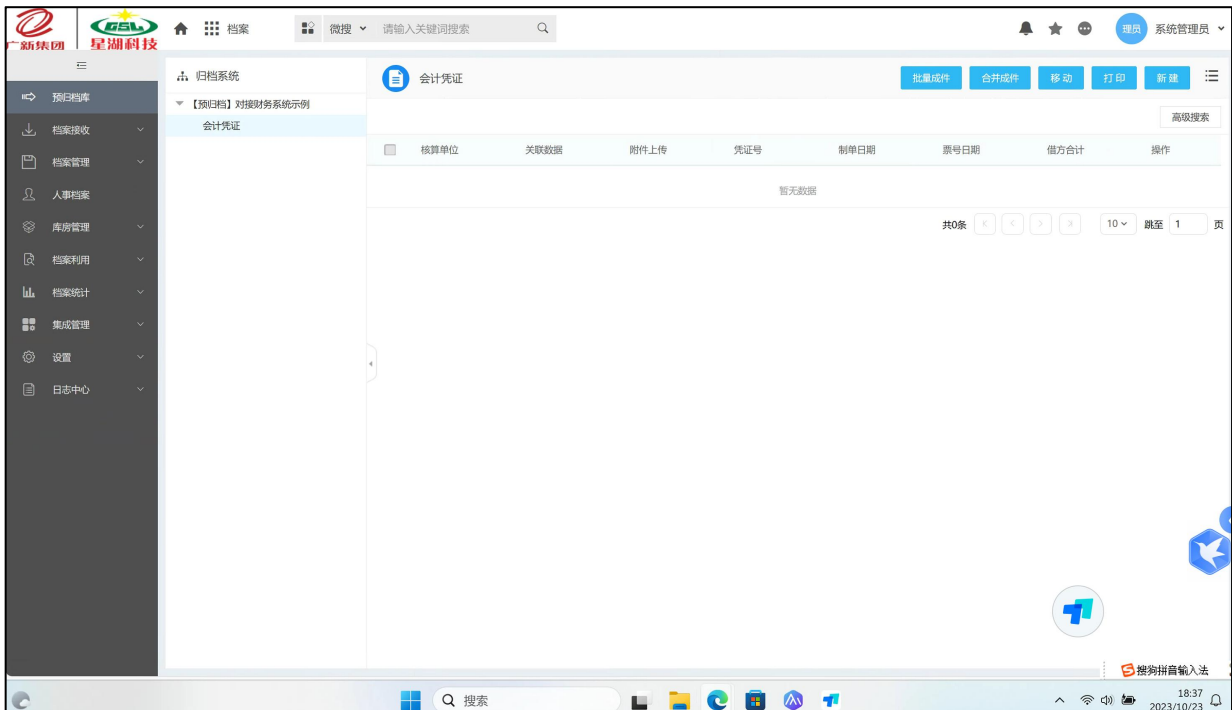 广新集团
GSL
星湖科技
档案
微搜
请输入关键词搜索
理员
系统管理员
预归档库
档案接收
档案管理
人事档案
库房管理
档案利用
档案统计
集成管理
设置
日志中心
归档系统
【预归档】对接财务系统示例
会计凭证
会计凭证
批量成件 合并成件 移动 打印 新建
高级搜索
核算单位 关联数据 附件上传 凭证号 制单日期 票号日期 借方合计 操作
暂无数据
共0条 10 跳至 1 页
搜狗拼音输入法
搜索
18:37
2023/10/23